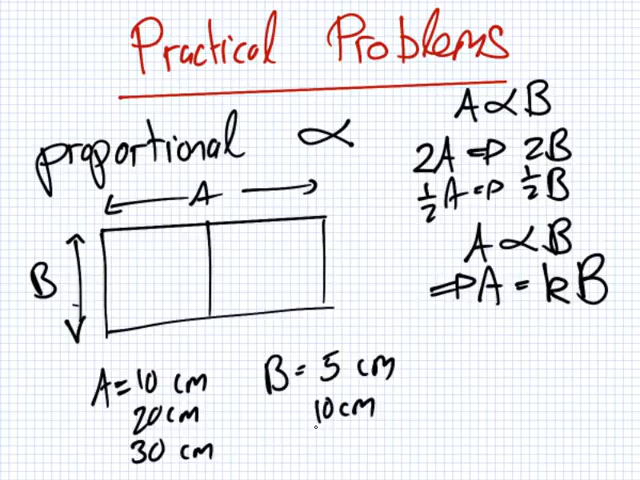 Practical Problems
proportional ∝
A ∝ B
2A ⇒ 2B
½A ⇒ ½B
A ∝ B
⇒ A = kB
A
B
A = 10 cm
20 cm
30 cm
B = 5 cm
10 cm